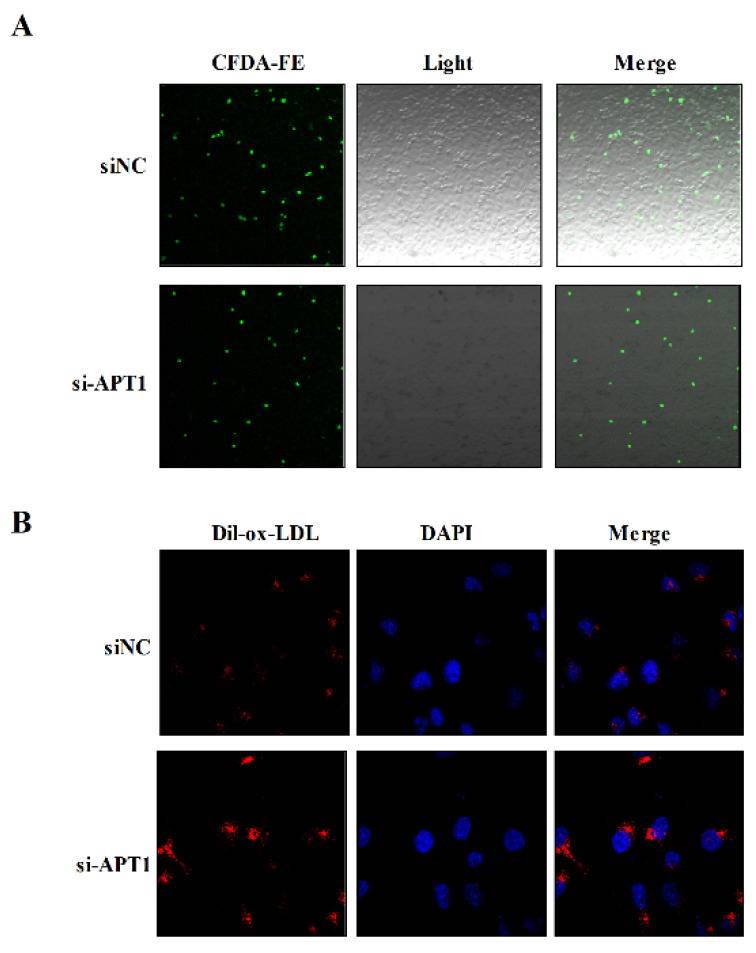 A
CFDA-FE Light Merge
siNC
si-APT1
B
Dil-ox-LDL DAPI Merge
siNC
si-APT1